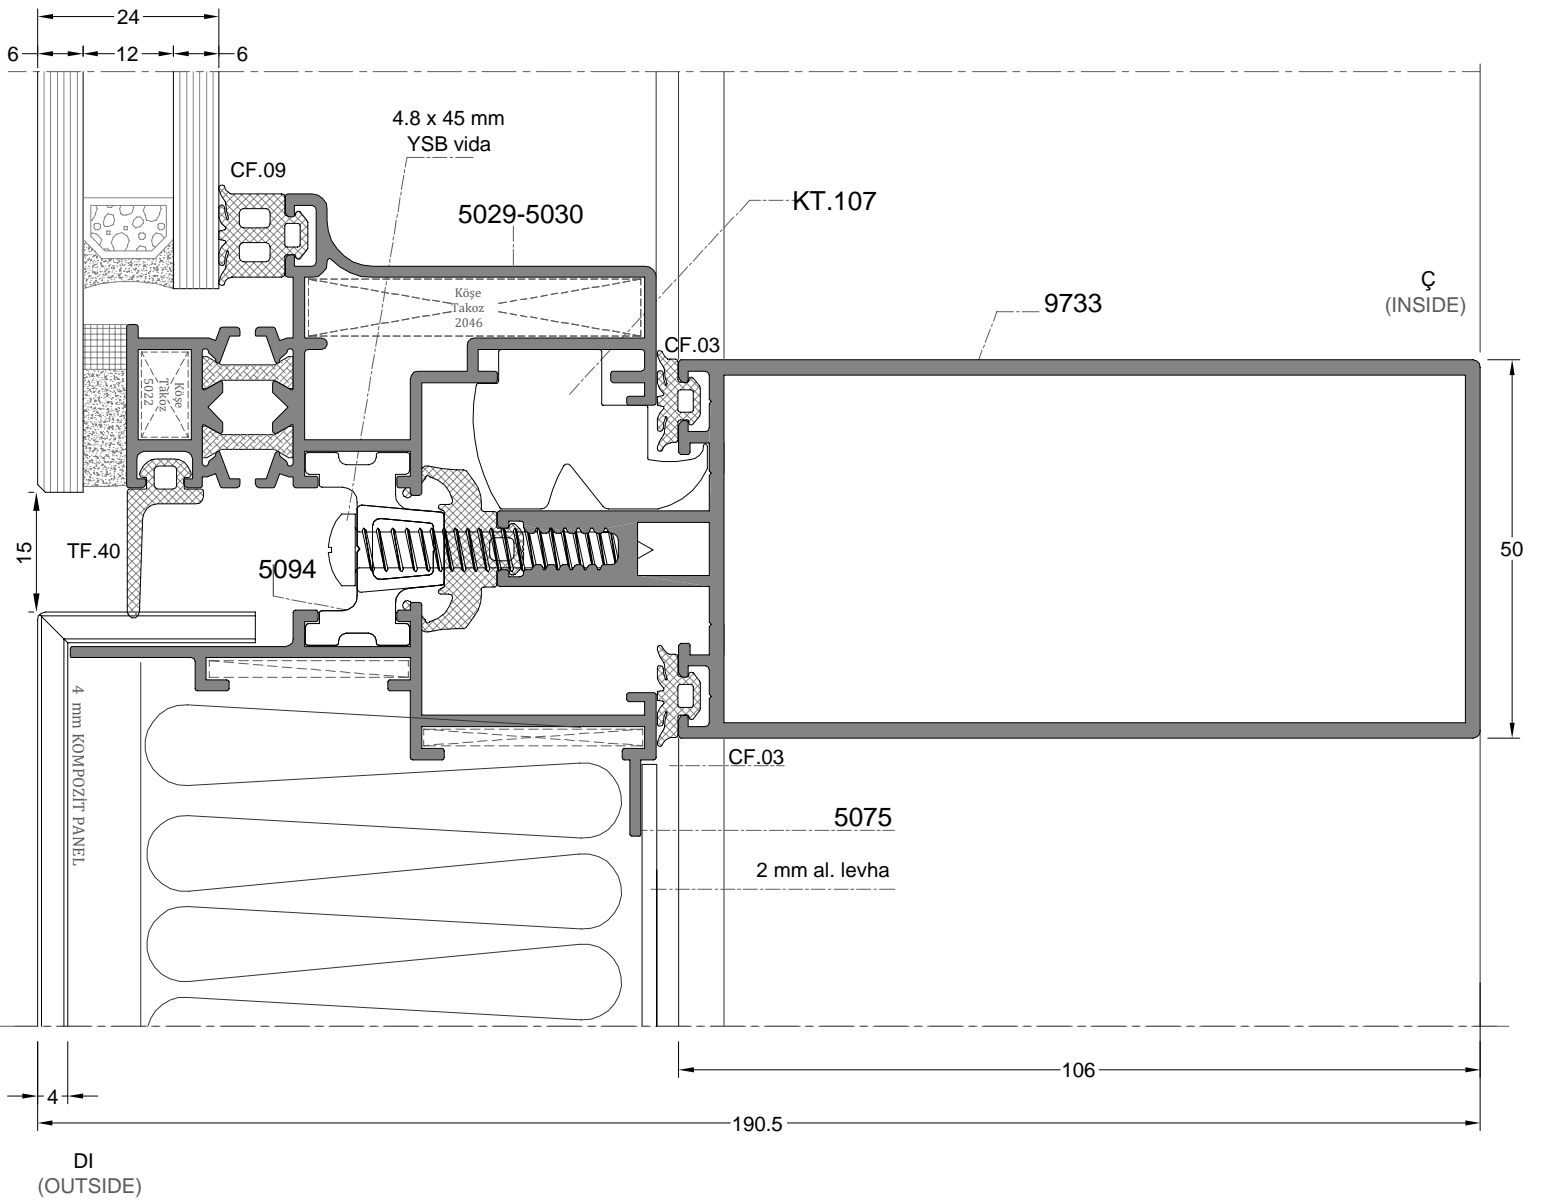 24
6
12
6
4.8 x 45 mm
YSB vida
CF.09
5029-5030
KT.107
Köşe
Takoz
2046
Ç
(INSIDE)
9733
CF.03
Köşe
Takoz
5022
15
TF.40
5094
50
4 mm KOMPOZİT PANEL
CF.03
5075
2 mm al. levha
106
4
190.5
DI
(OUTSIDE)